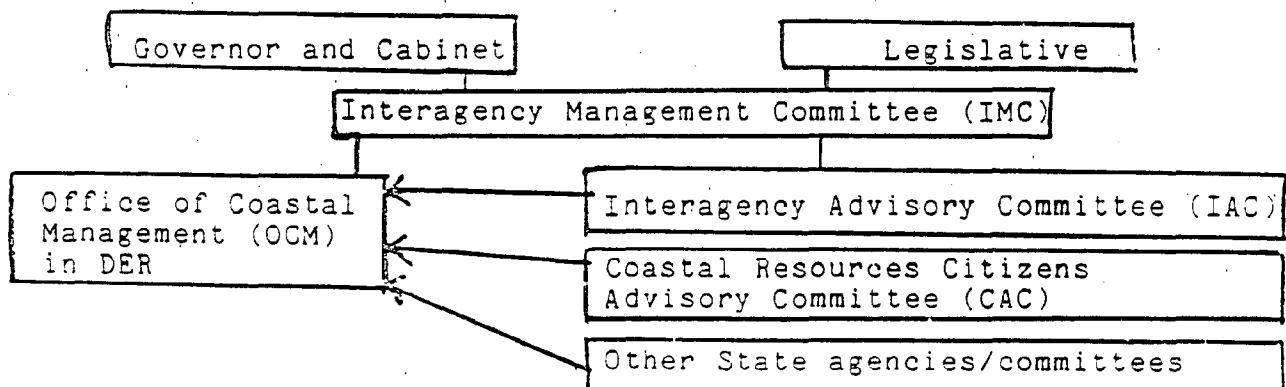 Governor and Cabinet
Legislative
Interagency Management Committee (IMC)
Office of Coastal
Management (OCM)
in DER
Interagency Advisory Committee (IAC)
Coastal Resources Citizens
Advisory Committee (CAC)
Other State agencies/committees